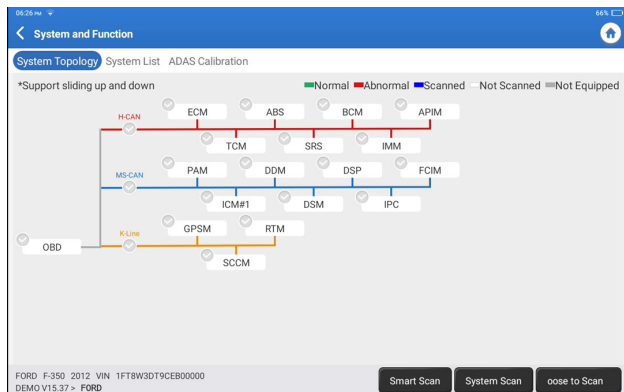 06:26 PM 66%
System and Function
System Topology System List ADAS Calibration
*Support sliding up and down Normal Abnormal Scanned Not Scanned Not Equipped
ECM ABS BCM APIM
H-CAN
TCM SRS IMM
PAM DDM DSP FCIM
MS-CAN
ICM#1 DSM IPC
GPSM RTM
K-Line
OBD
SCCM
FORD F-350 2012 VIN 1FT8W3DT9CEB00000
DEMO V15.37 > FORD
Smart Scan System Scan oose to Scan